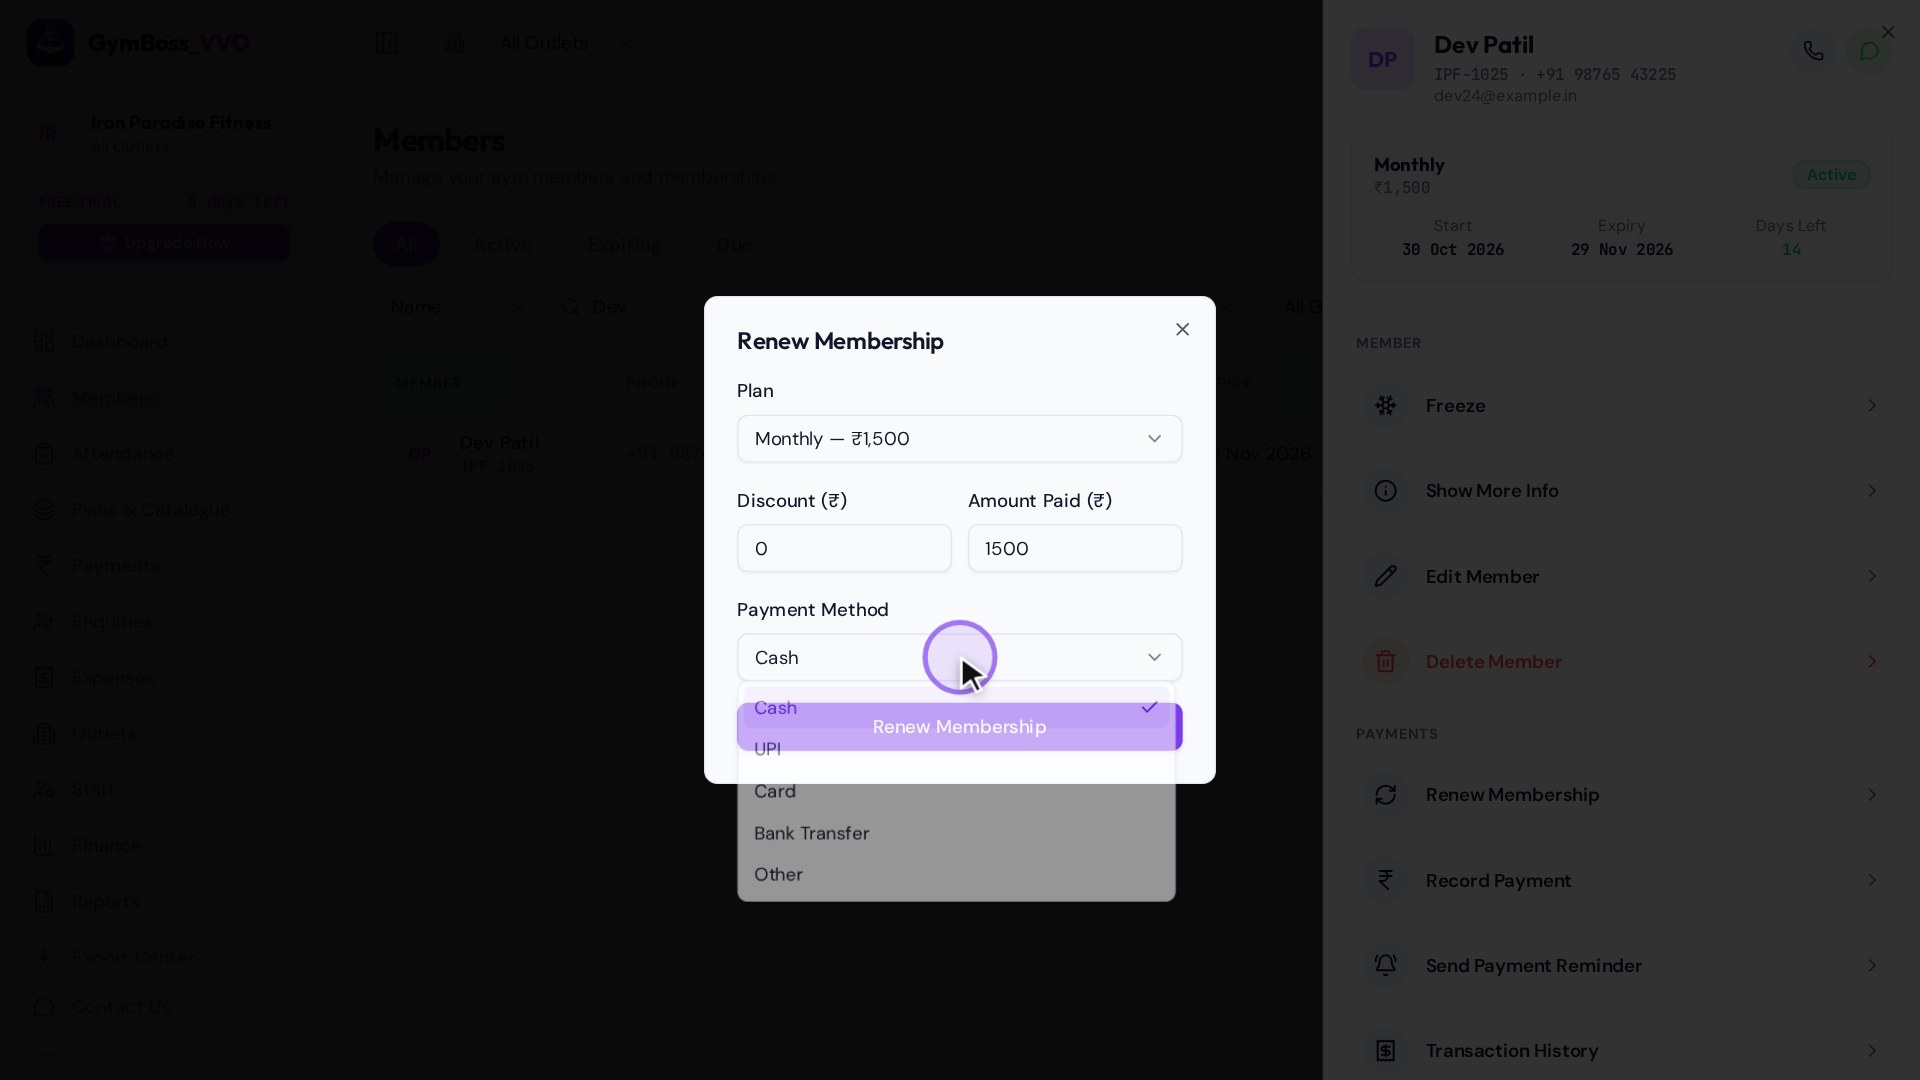 GymBoss_VVO
All Outlets
IR
Iron Paradise Fitness
All Outlets
FREE TRIAL
5 days left
Upgrade Now
Dashboard
Members
Attendance
Plans & Catalogue
Payments
Enquiries
Expenses
Outlets
Staff
Finance
Reports
Export Center
Contact Us
Members
Manage your gym members and memberships.
All
Active
Expiring
Due
Name
Dev
All G
MEMBER
PHONE
DP
Dev Patil
IPF-1025
+91 987
Nov 2026
Renew Membership
Plan
Monthly — ₹1,500
Discount (₹)
Amount Paid (₹)
0
1500
Payment Method
Cash
Cash
Renew Membership
UPI
Card
Bank Transfer
Other
DP
Dev Patil
IPF-1025 · +91 98765 43225
dev24@example.in
Monthly
₹1,500
Active
Start
Expiry
Days Left
30 Oct 2026
29 Nov 2026
14
MEMBER
Freeze
Show More Info
Edit Member
Delete Member
PAYMENTS
Renew Membership
Record Payment
Send Payment Reminder
Transaction History